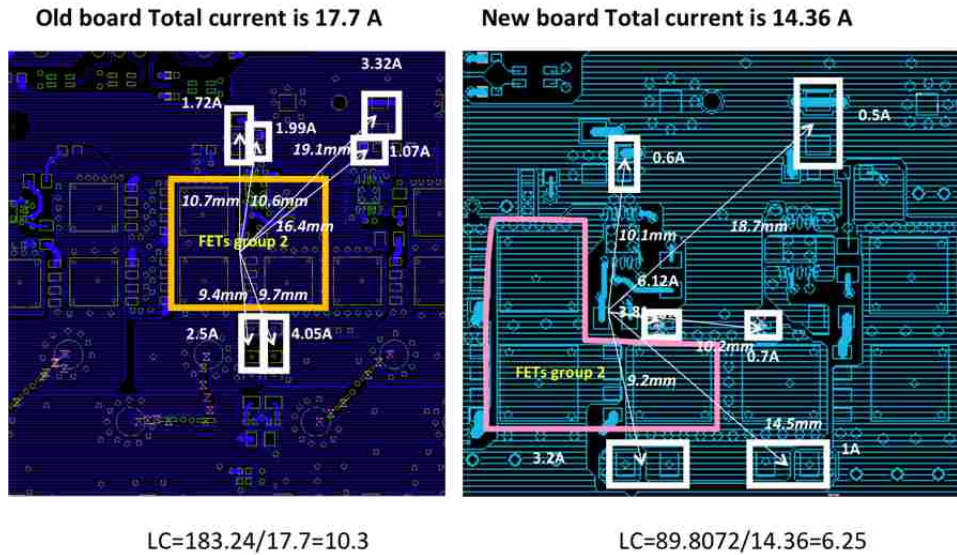 Old board Total current is 17.7 A
New board Total current is 14.36 A
3.32A
1.72A
1.99A
19.1mm
1.07A
10.7mm
10.6mm
16.4mm
FETs group 2
9.4mm
9.7mm
2.5A
4.05A
0.5A
0.6A
10.1mm
18.7mm
6.12A
10.2mm
0.7A
FETs group 2
9.2mm
14.5mm
3.2A
1A
LC=183.24/17.7=10.3
LC=89.8072/14.36=6.25